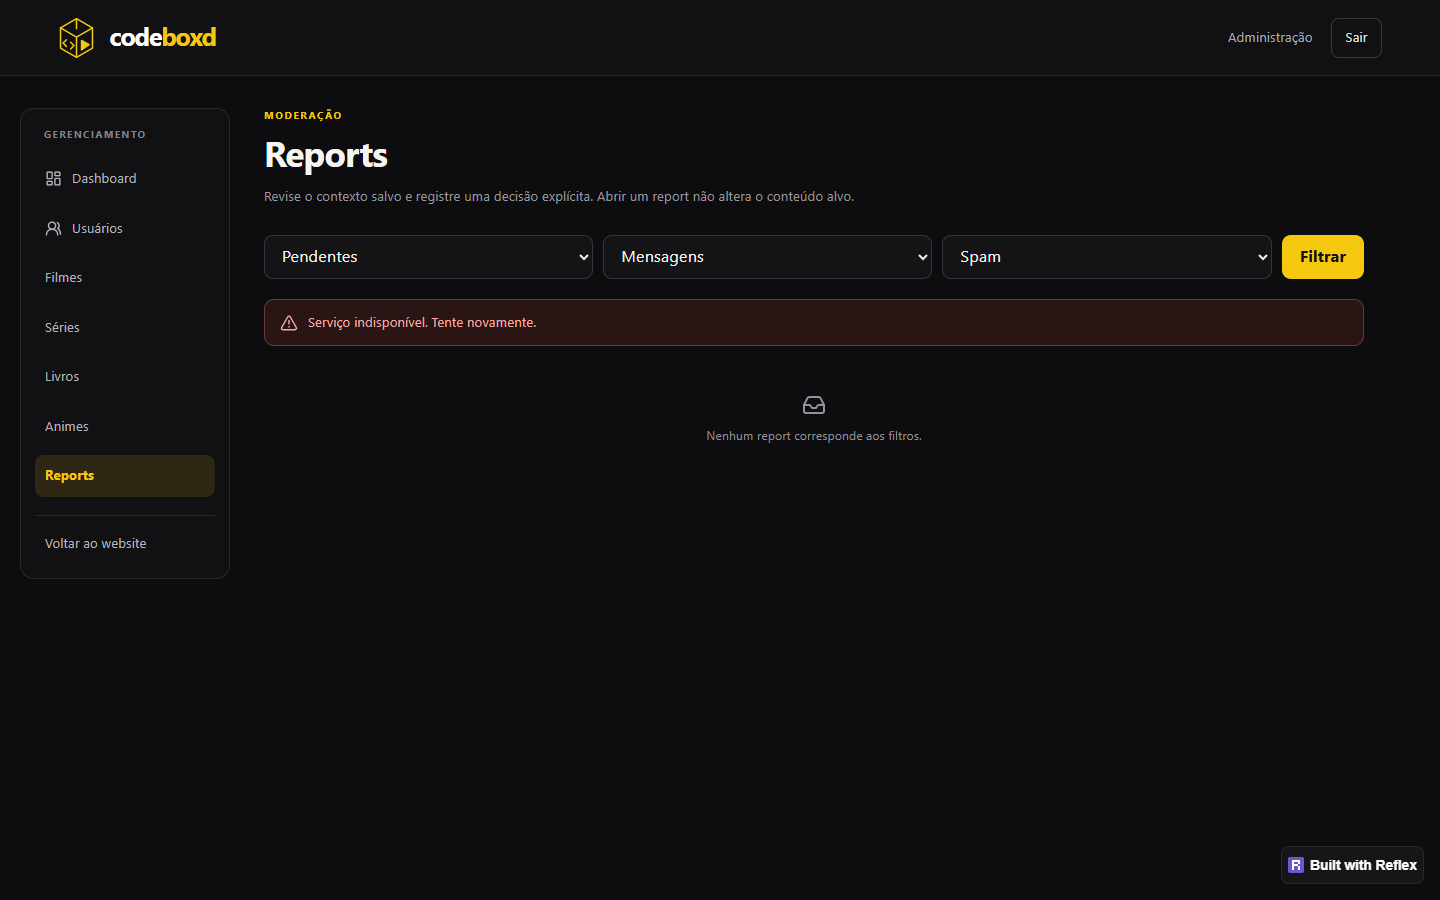 codeboxd
Administração
Sair
GERENCIAMENTO
Dashboard
Usuários
Filmes
Séries
Livros
Animes
Reports
Voltar ao website
MODERAÇÃO
Reports
Revise o contexto salvo e registre uma decisão explícita. Abrir um report não altera o conteúdo alvo.
Pendentes
Mensagens
Spam
Filtrar
Serviço indisponível. Tente novamente.
Nenhum report corresponde aos filtros.
Built with Reflex